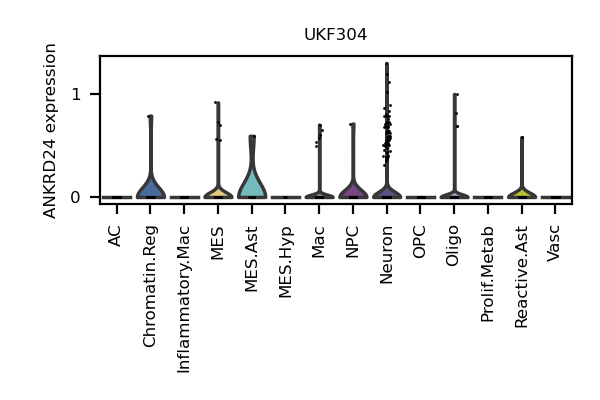 UKF304
ANKRD24 expression
1
0
AC
Chromatin.Reg
Inflammatory.Mac
MES
MES.Ast
MES.Hyp
Mac
NPC
Neuron
OPC
Oligo
Prolif.Metab
Reactive.Ast
Vasc